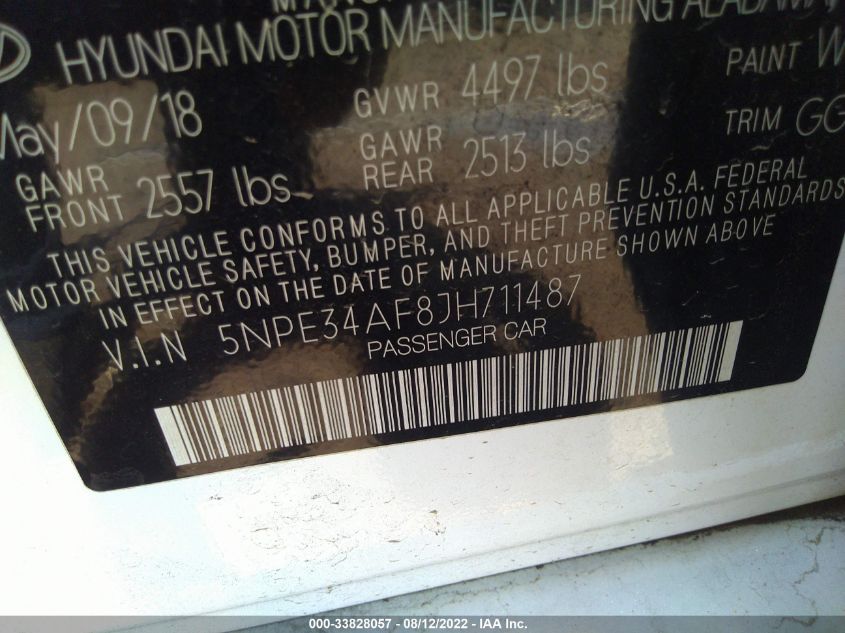 HYUNDAI MOTOR MANUFACTURING ALABAMA,
May/09/18 GVWR 4497 lbs PAINT W
GAWR FRONT 2557 lbs GAWR REAR 2513 lbs TRIM GG
THIS VEHICLE CONFORMS TO ALL APPLICABLE U.S.A. FEDERAL
MOTOR VEHICLE SAFETY, BUMPER, AND THEFT PREVENTION STANDARDS
IN EFFECT ON THE DATE OF MANUFACTURE SHOWN ABOVE
V.I.N 5NPE34AF8JH711487
PASSENGER CAR
000-33828057 - 08/12/2022 - IAA Inc.